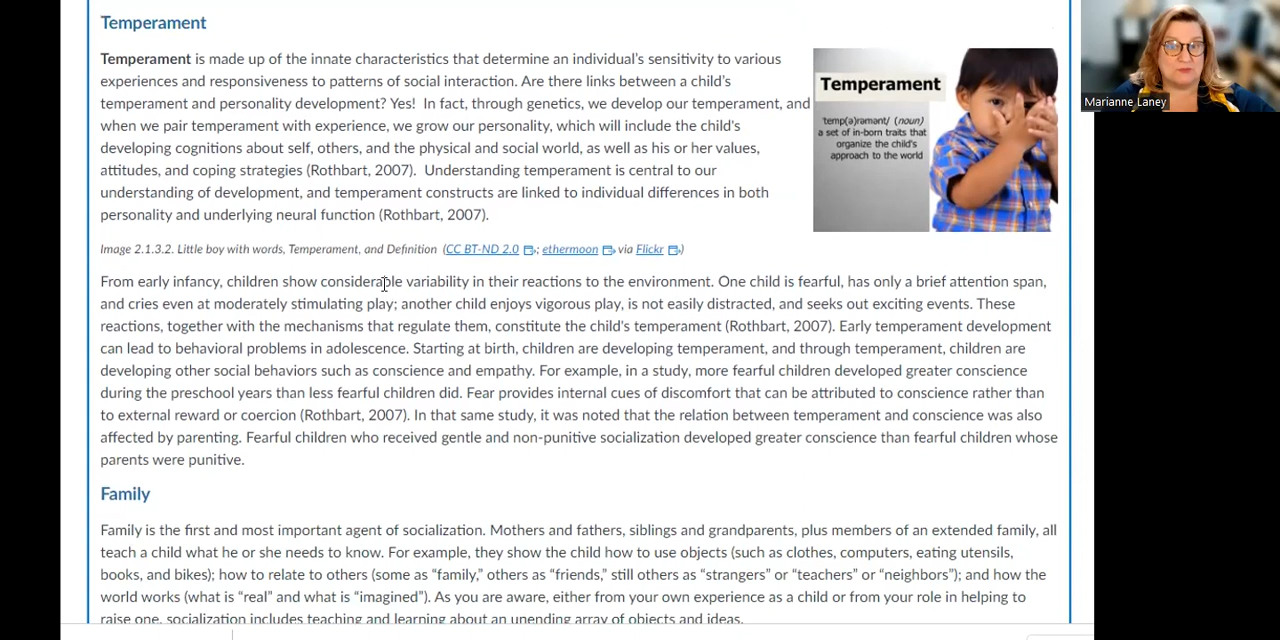 Temperament
Temperament is made up of the innate characteristics that determine an individual's sensitivity to various
experiences and responsiveness to patterns of social interaction. Are there links between a child's
temperament and personality development? Yes!  In fact, through genetics, we develop our temperament, and
when we pair temperament with experience, we grow our personality, which will include the child's
developing cognitions about self, others, and the physical and social world, as well as his or her values,
attitudes, and coping strategies (Rothbart, 2007).  Understanding temperament is central to our
understanding of development, and temperament constructs are linked to individual differences in both
personality and underlying neural function (Rothbart, 2007).
Temperament
'temp(ə)rəmənt/ (noun)
a set of in-born traits that
organize the child's
approach to the world
Marianne Laney
Image 2.1.3.2. Little boy with words, Temperament, and Definition (CC BT-ND 2.0 ; ethermoon via Flickr )
From early infancy, children show considerable variability in their reactions to the environment. One child is fearful, has only a brief attention span,
and cries even at moderately stimulating play; another child enjoys vigorous play, is not easily distracted, and seeks out exciting events. These
reactions, together with the mechanisms that regulate them, constitute the child's temperament (Rothbart, 2007). Early temperament development
can lead to behavioral problems in adolescence. Starting at birth, children are developing temperament, and through temperament, children are
developing other social behaviors such as conscience and empathy. For example, in a study, more fearful children developed greater conscience
during the preschool years than less fearful children did. Fear provides internal cues of discomfort that can be attributed to conscience rather than
to external reward or coercion (Rothbart, 2007). In that same study, it was noted that the relation between temperament and conscience was also
affected by parenting. Fearful children who received gentle and non-punitive socialization developed greater conscience than fearful children whose
parents were punitive.
Family
Family is the first and most important agent of socialization. Mothers and fathers, siblings and grandparents, plus members of an extended family, all
teach a child what he or she needs to know. For example, they show the child how to use objects (such as clothes, computers, eating utensils,
books, and bikes); how to relate to others (some as “family,” others as “friends,” still others as “strangers” or “teachers” or “neighbors”); and how the
world works (what is “real” and what is “imagined”). As you are aware, either from your own experience as a child or from your role in helping to
raise one, socialization includes teaching and learning about an unending array of objects and ideas.